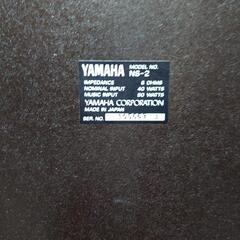 YAMAHA MODEL NO. NS-2
IMPEDANCE 6 OHMS
NOMINAL INPUT 40 WATTS
MUSIC INPUT 80 WATTS
YAMAHA CORPORATION
MADE IN JAPAN
SER. NO.